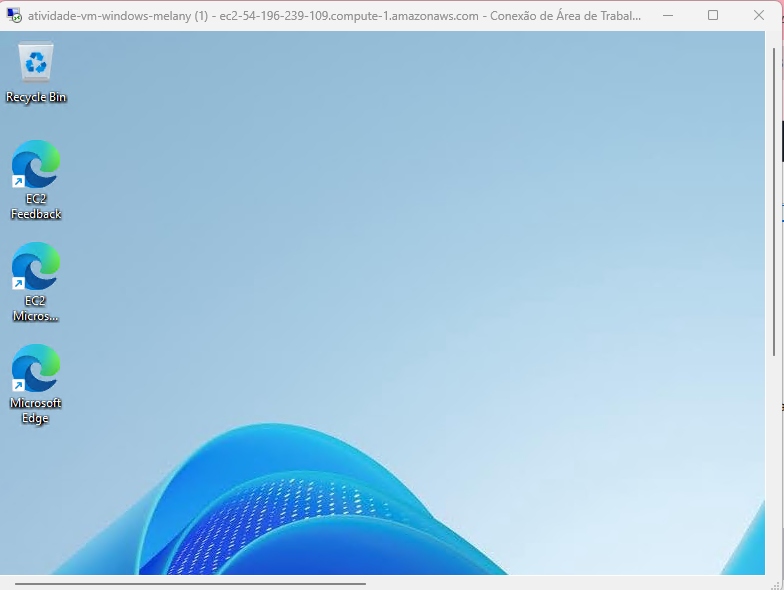 atividade-vm-windows-melany (1) - ec2-54-196-239-109.compute-1.amazonaws.com - Conexão de Área de Trabal...
Recycle Bin
EC2
Feedback
EC2
Micros...
Microsoft
Edge